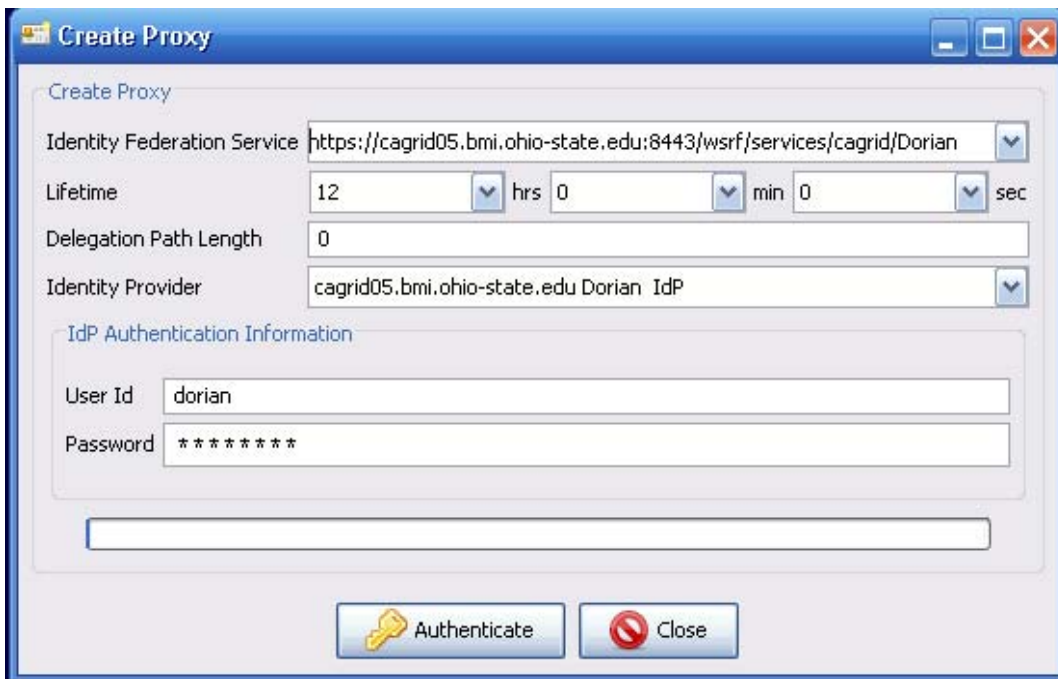 Create Proxy
Create Proxy
Identity Federation Service https://cagrid05.bmi.ohio-state.edu:8443/wsrf/services/cagrid/Dorian
Lifetime 12 hrs 0 min 0 sec
Delegation Path Length 0
Identity Provider cagrid05.bmi.ohio-state.edu Dorian IdP
IdP Authentication Information
User Id dorian
Password ********
Authenticate Close